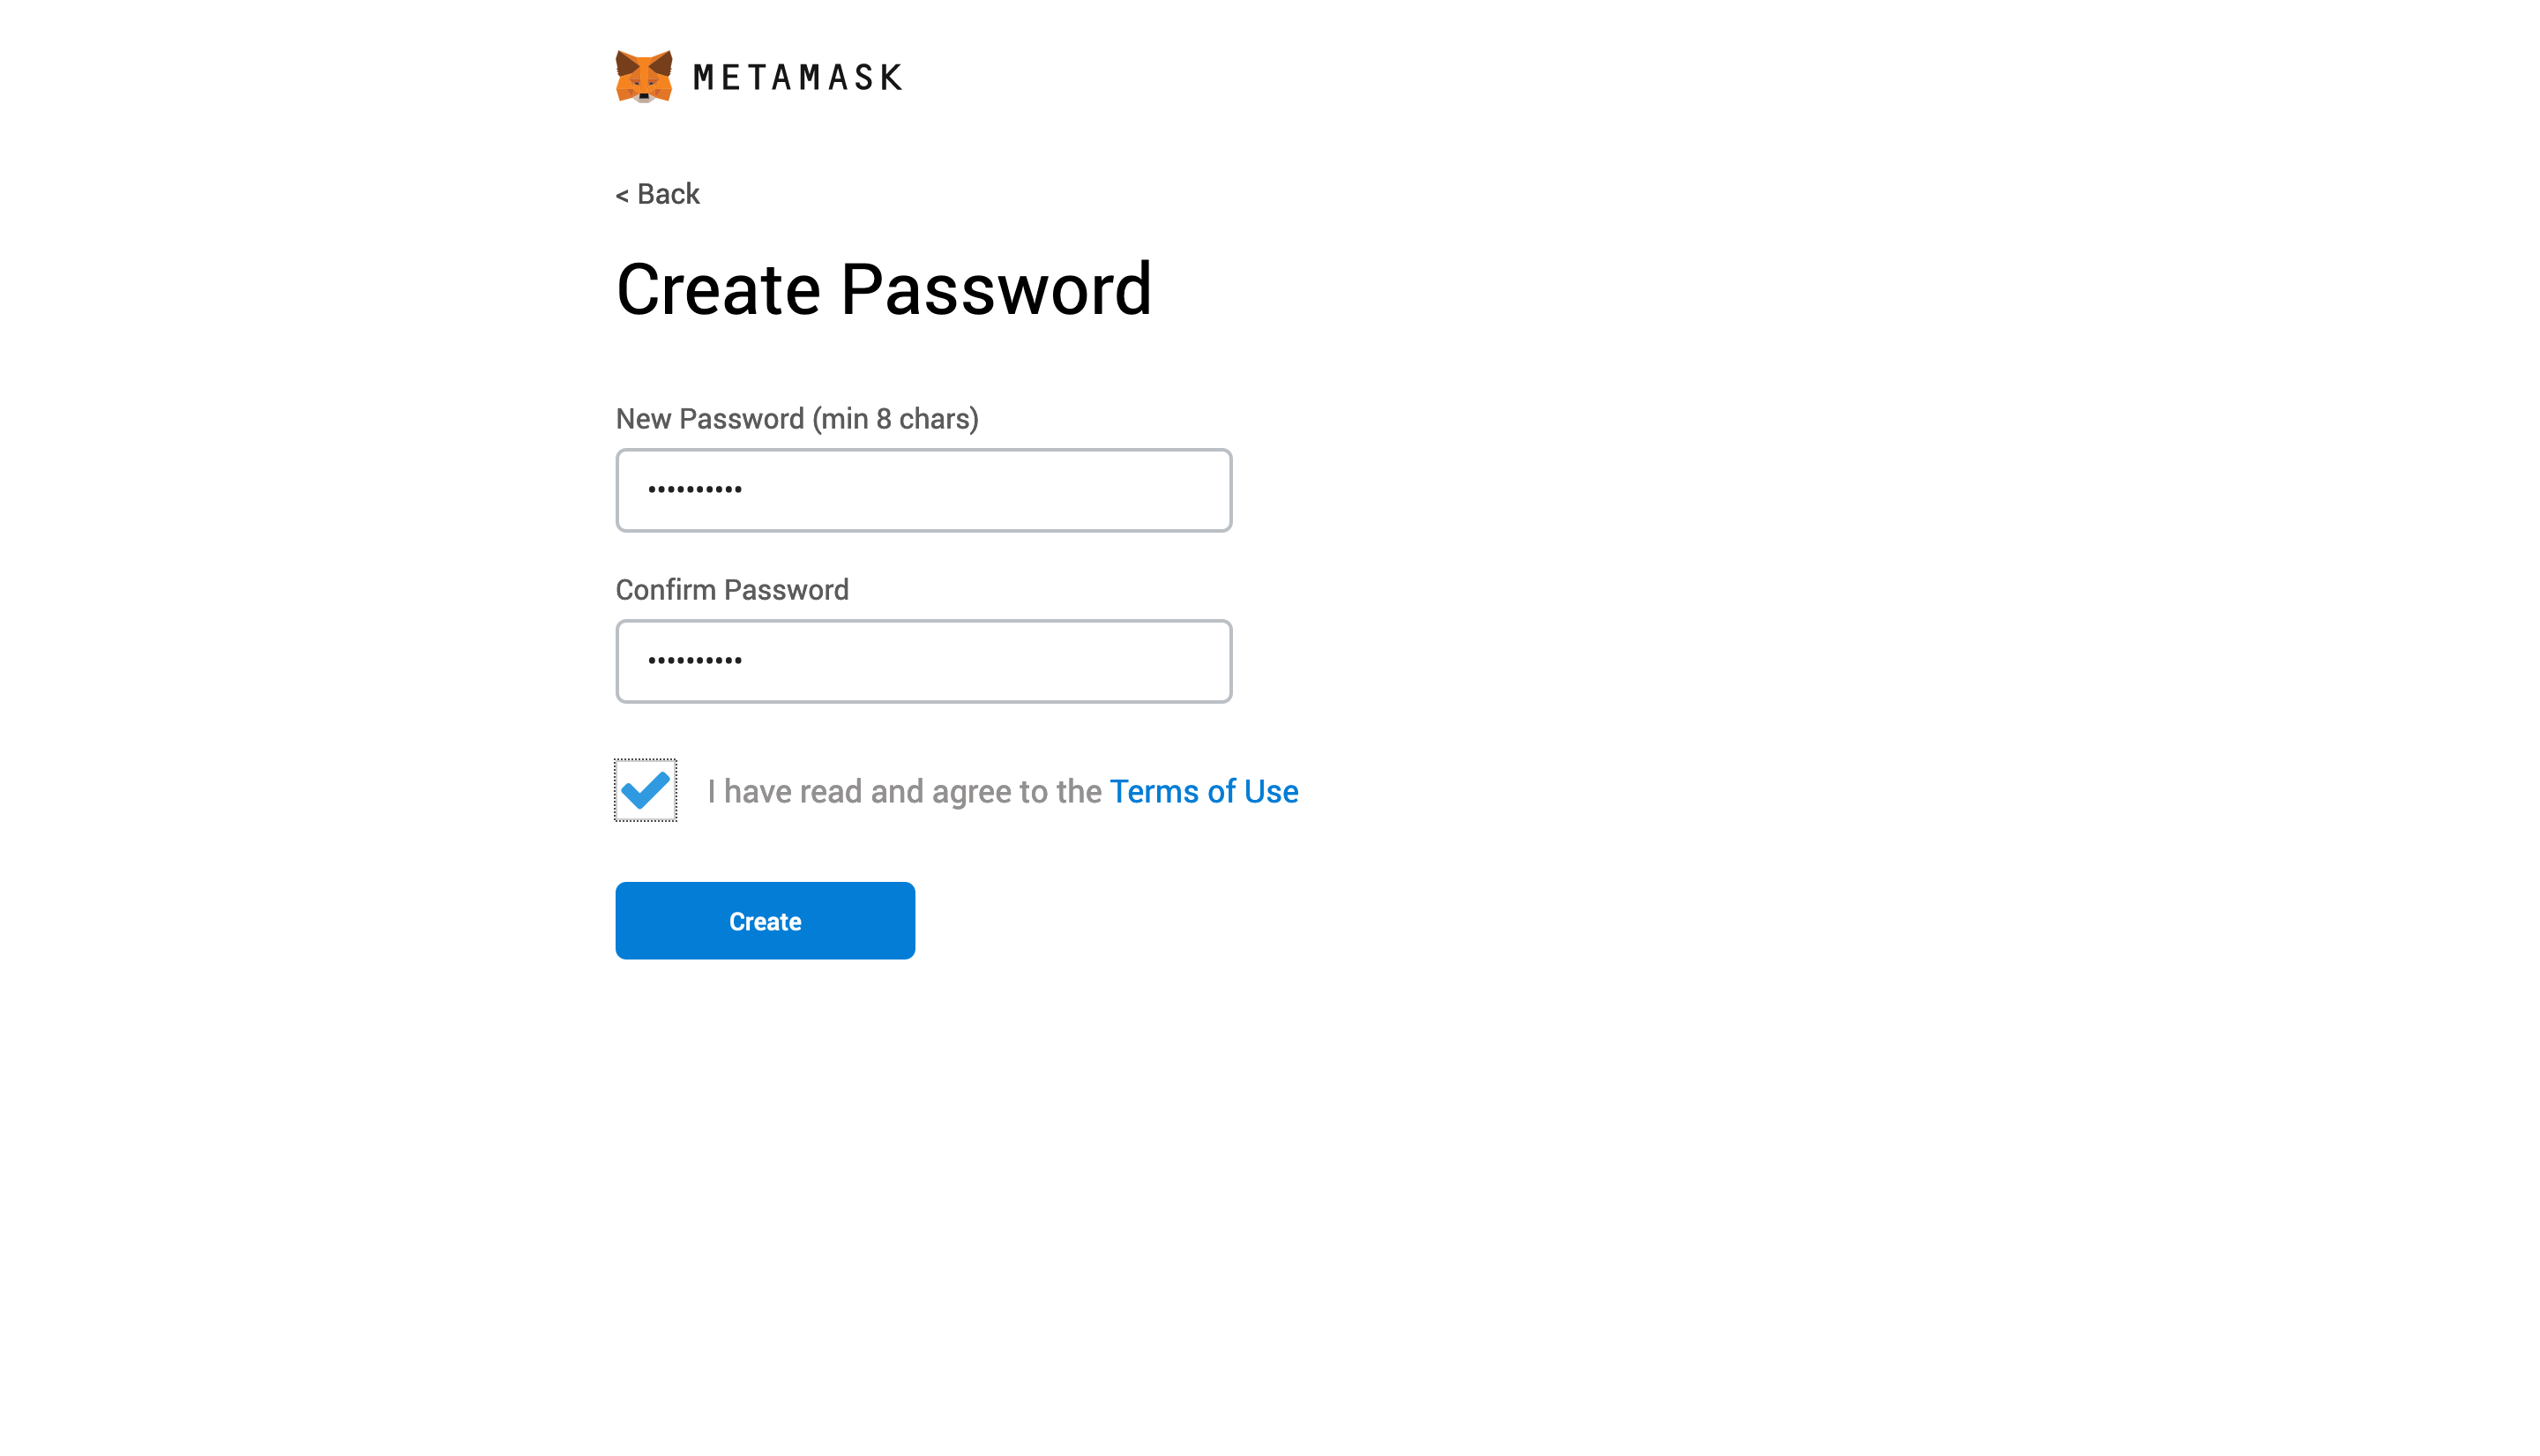 METAMASK
< Back
Create Password
New Password (min 8 chars)
••••••••••
Confirm Password
••••••••••
I have read and agree to the Terms of Use
Create